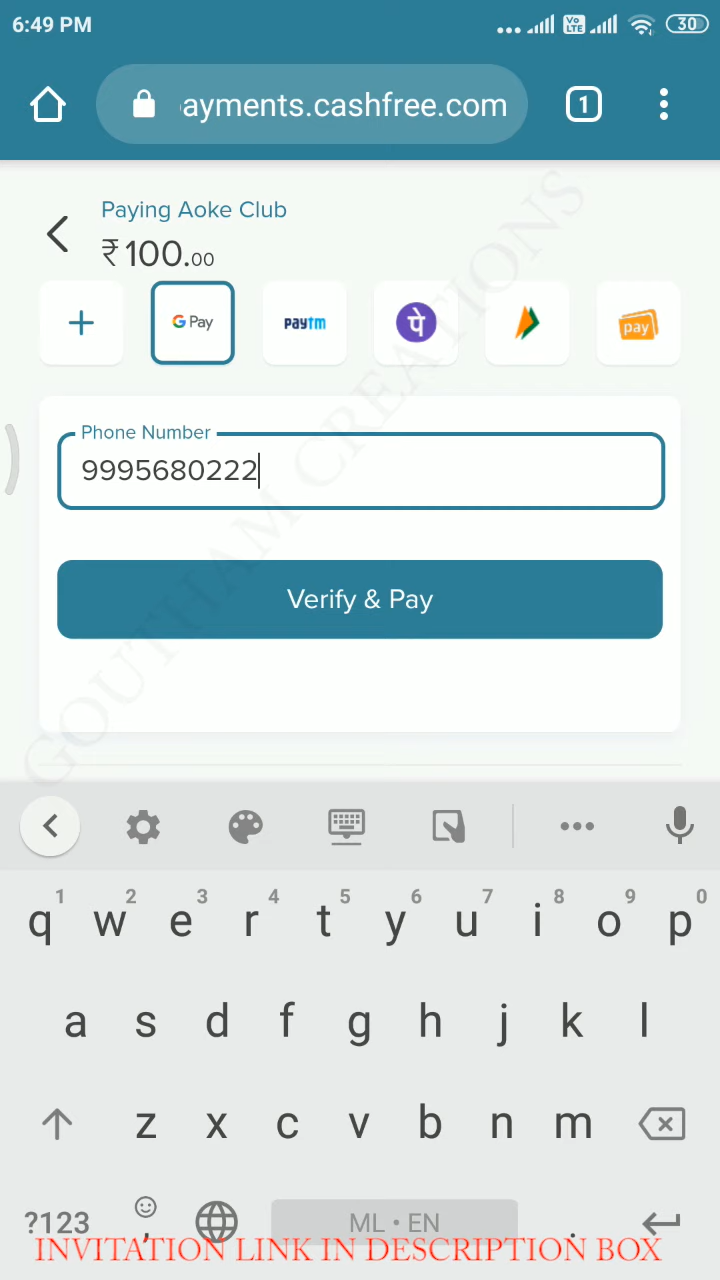 6:49 PM
Vo LTE
30
ayments.cashfree.com
1
Paying Aoke Club
₹100.00
G Pay
paytm
पे
pay
Phone Number
9995680222
Verify & Pay
GOUTHAM CREATIONS
1 2 3 4 5 6 7 8 9 0
q w e r t y u i o p
a s d f g h j k l
z x c v b n m
?123 , ML • EN .
INVITATION LINK IN DESCRIPTION BOX